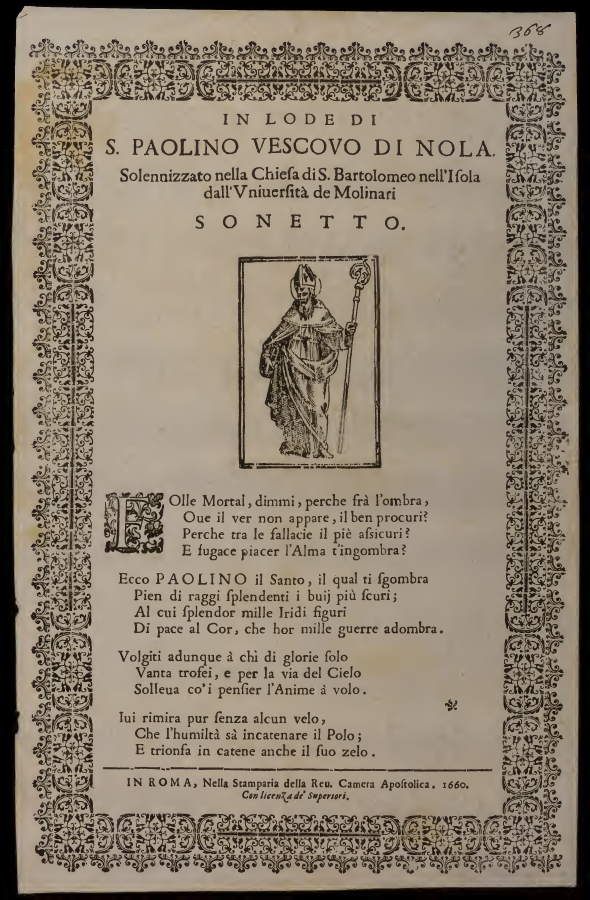 368
IN LODE DI
S. PAOLINO VESCOVO DI NOLA.
Solennizzato nella Chieſa di S. Bartolomeo nell'Iſola
dall'Vniuerſità de Molinari
SONETTO.
FOlle Mortal, dimmi, perche frà l'ombra,
Oue il ver non appare, il ben procuri?
Perche tra le fallacie il piè aſsicuri?
E fugace piacer l'Alma t'ingombra?
Ecco PAOLINO il Santo, il qual ti ſgombra
Pien di raggi ſplendenti i buij più ſcuri;
Al cui ſplendor mille Iridi figuri
Di pace al Cor, che hor mille guerre adombra.
Volgiti adunque à chì di glorie ſolo
Vanta trofei, e per la via del Cielo
Solleua co'i penſier l'Anime à volo.
Iui rimira pur ſenza alcun velo,
Che l'humiltà sà incatenare il Polo;
E trionfa in catene anche il ſuo zelo.
IN ROMA, Nella Stamparia della Reu. Camera Apoſtolica. 1660.
Con licenza de' Superiori.